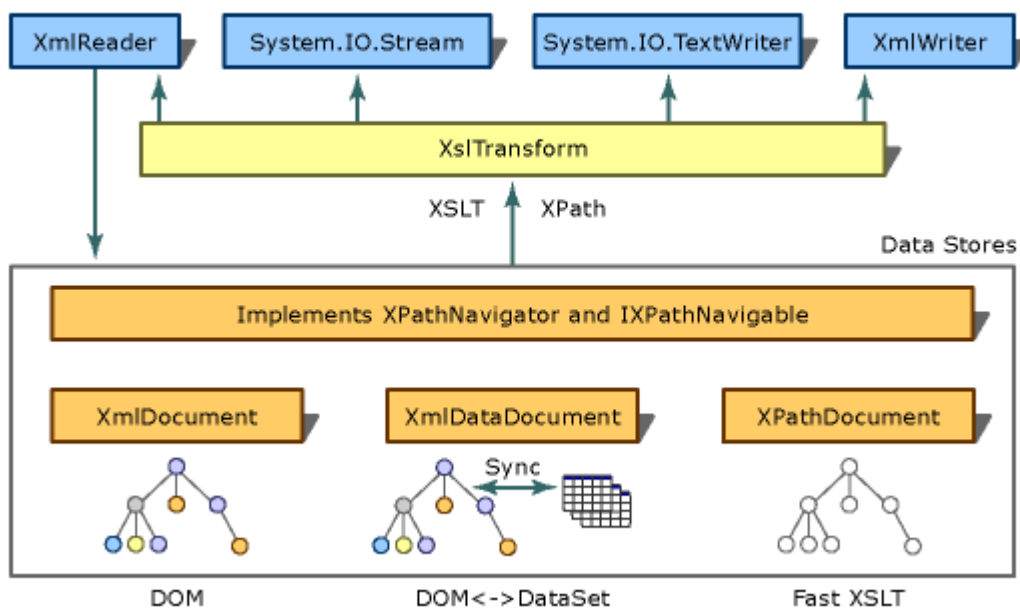 XmlReader
System.IO.Stream
System.IO.TextWriter
XmlWriter
XslTransform
XSLT
XPath
Data Stores
Implements XPathNavigator and IXPathNavigable
XmlDocument
XmlDataDocument
XPathDocument
Sync
DOM
DOM<->DataSet
Fast XSLT